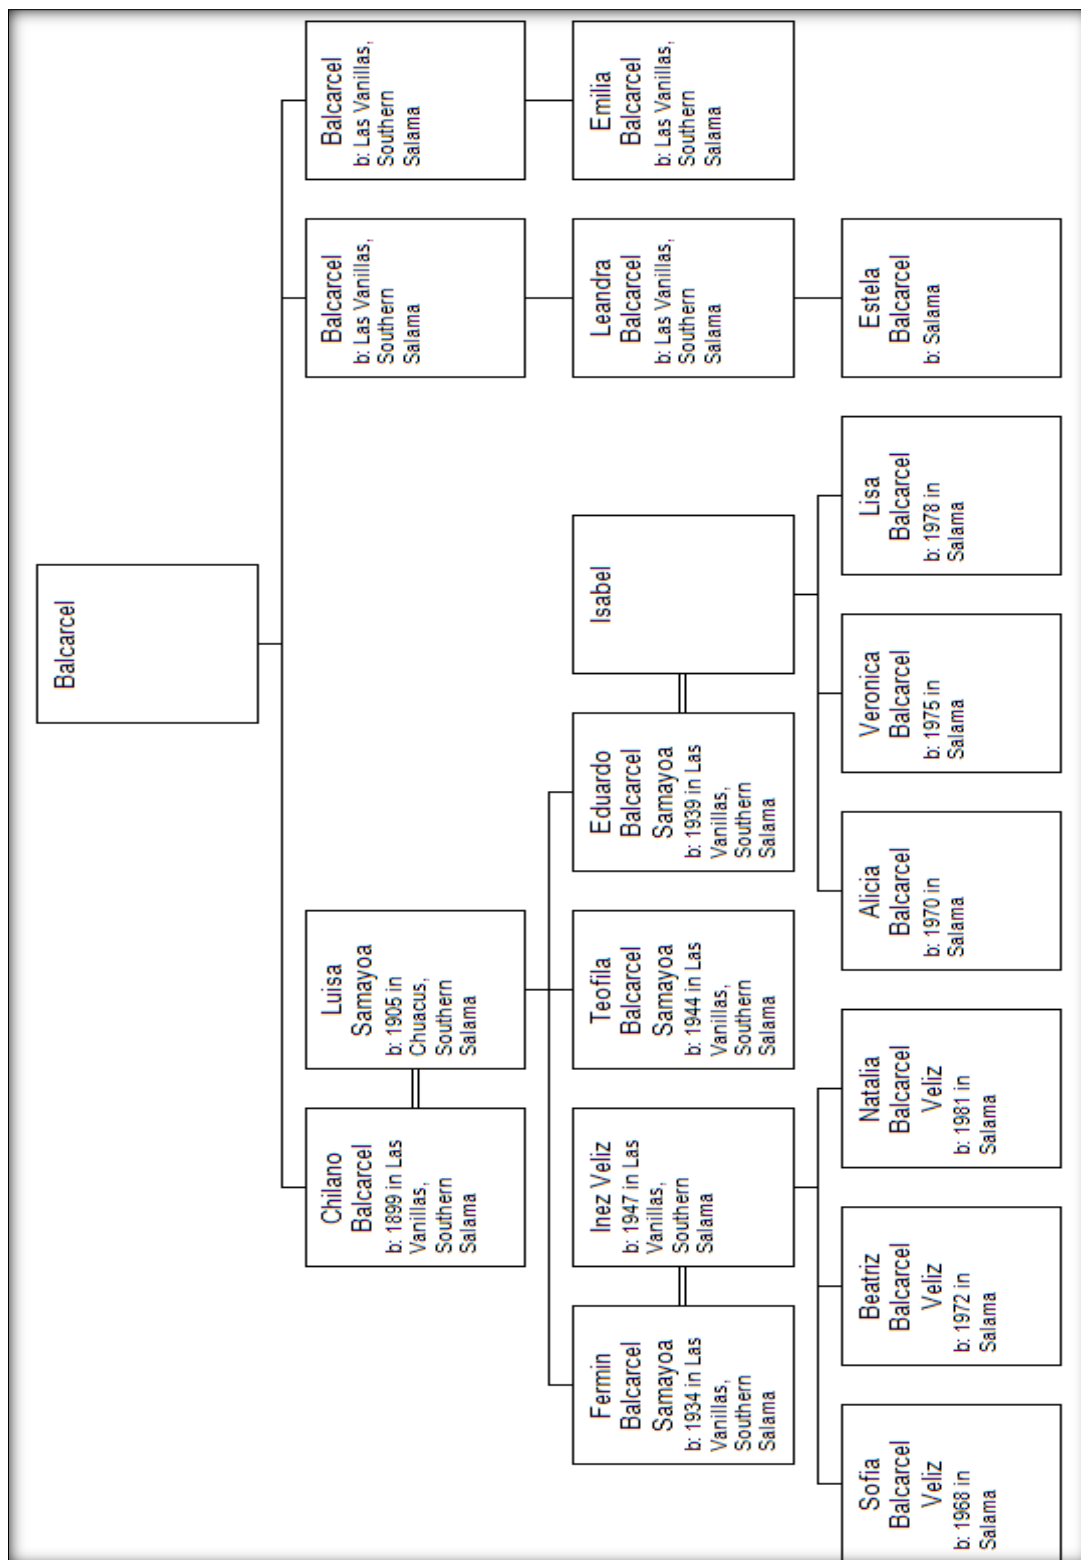 Balcarcel
Chilano
Balcarcel
b: 1899 in Las
Vanillas,
Southern
Salama
Luisa
Samayoa
b: 1905 in
Chuacus,
Southern
Salama
Balcarcel
b: Las Vanillas,
Southern
Salama
Balcarcel
b: Las Vanillas,
Southern
Salama
Fermin
Balcarcel
Samayoa
b: 1934 in Las
Vanillas,
Southern
Salama
Inez Veliz
b: 1947 in Las
Vanillas,
Southern
Salama
Teofila
Balcarcel
Samayoa
b: 1944 in Las
Vanillas,
Southern
Salama
Eduardo
Balcarcel
Samayoa
b: 1939 in Las
Vanillas,
Southern
Salama
Isabel
Leandra
Balcarcel
b: Las Vanillas,
Southern
Salama
Emilia
Balcarcel
b: Las Vanillas,
Southern
Salama
Sofia
Balcarcel
Veliz
b: 1968 in
Salama
Beatriz
Balcarcel
Veliz
b: 1972 in
Salama
Natalia
Balcarcel
Veliz
b: 1981 in
Salama
Alicia
Balcarcel
b: 1970 in
Salama
Veronica
Balcarcel
b: 1975 in
Salama
Lisa
Balcarcel
b: 1978 in
Salama
Estela
Balcarcel
b: Salama